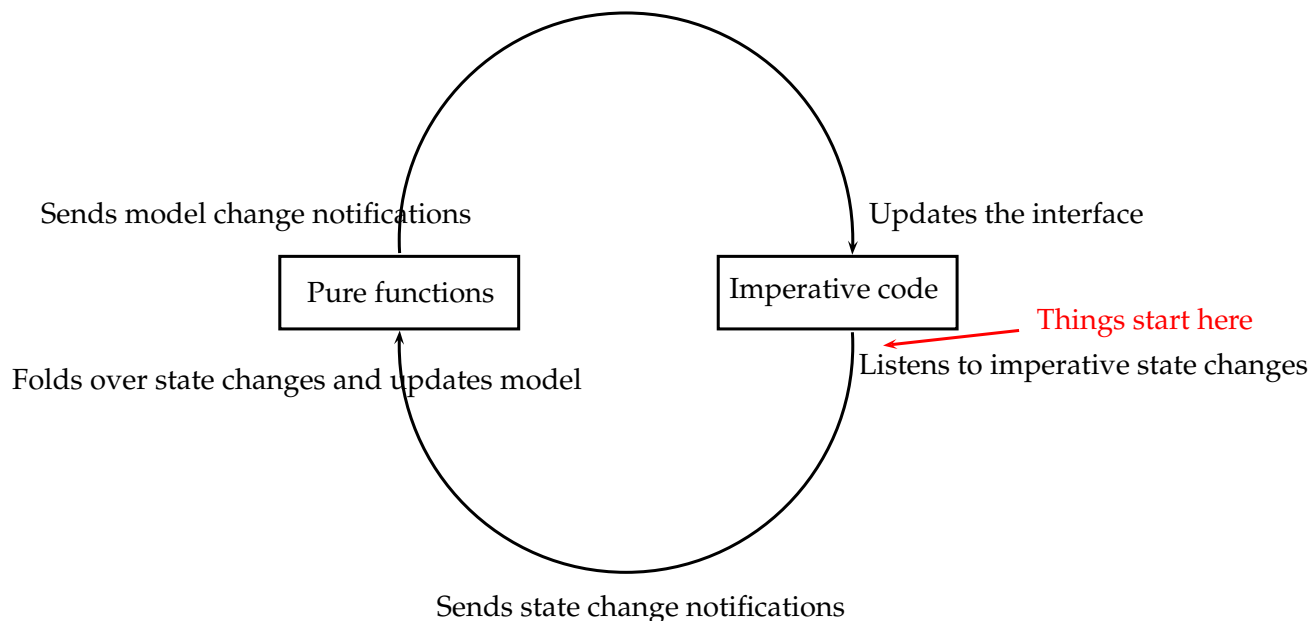 Sends model change notifications
Updates the interface
Pure functions
Imperative code
Things start here
Listens to imperative state changes
Folds over state changes and updates model
Sends state change notifications